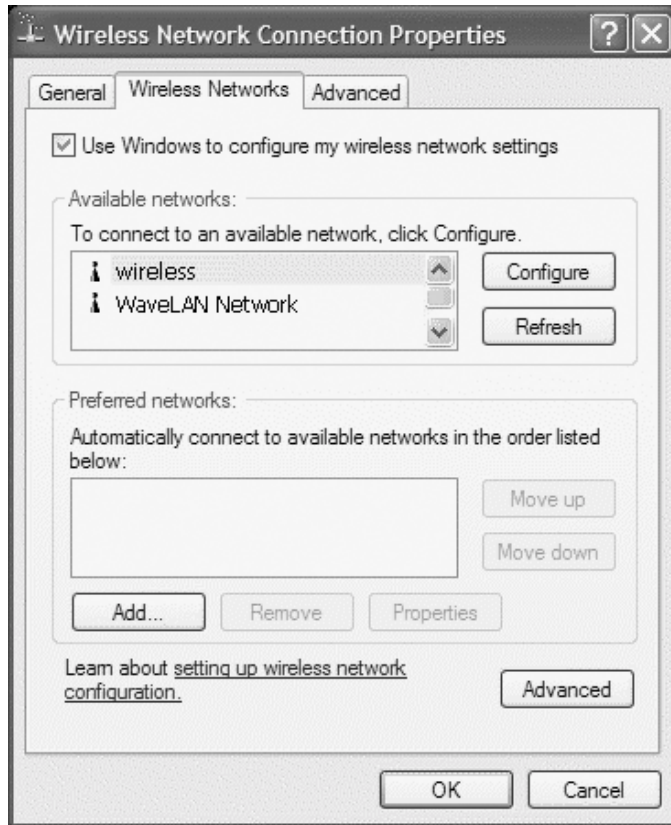 Wireless Network Connection Properties
General
Wireless Networks
Advanced
Use Windows to configure my wireless network settings
Available networks:
To connect to an available network, click Configure.
wireless
WaveLAN Network
Configure
Refresh
Preferred networks:
Automatically connect to available networks in the order listed
below:
Move up
Move down
Add...
Remove
Properties
Learn about setting up wireless network
configuration.
Advanced
OK
Cancel